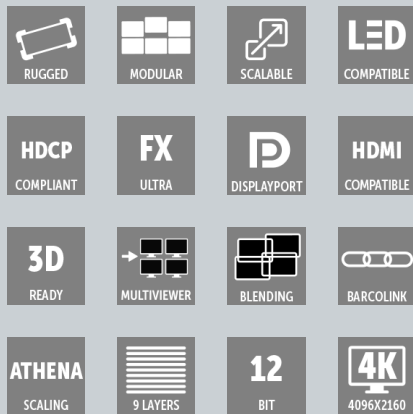 RUGGED
MODULAR
SCALABLE
LED
COMPATIBLE
HDCP
COMPLIANT
FX
ULTRA
DISPLAYPORT
HDMI
COMPATIBLE
3D
READY
MULTIVIEWER
BLENDING
BARCOLINK
ATHENA
SCALING
9 LAYERS
12
BIT
4K
4096X2160